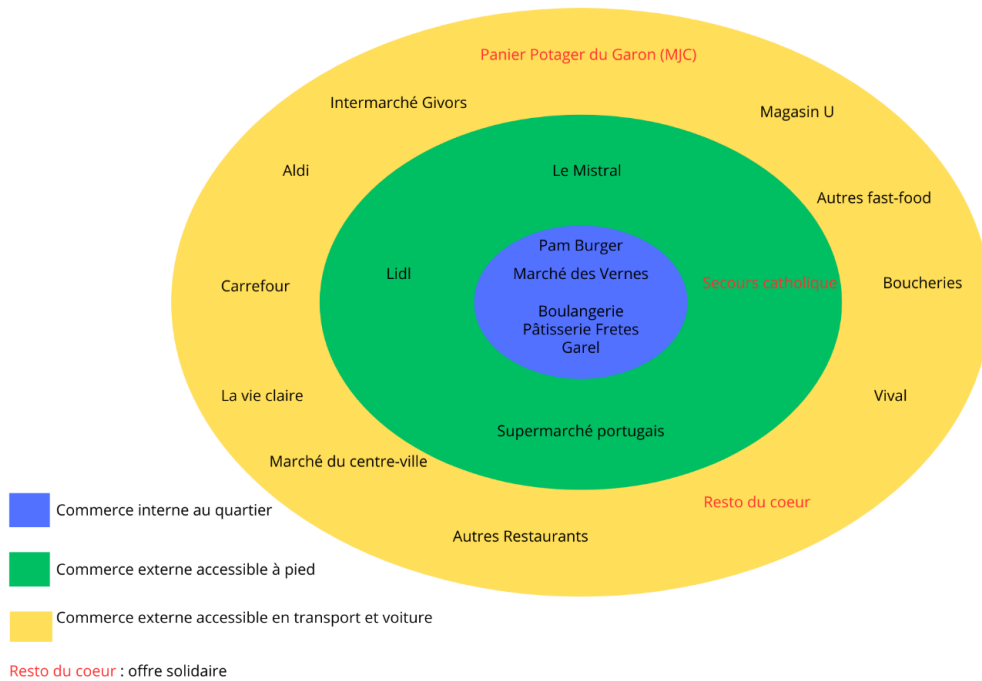 Panier Potager du Garon (MJC)
Intermarché Givors
Magasin U
Aldi
Le Mistral
Autres fast-food
Pam Burger
Lidl
Marché des Vernes
Secours catholique
Boucheries
Carrefour
Boulangerie
Pâtisserie Fretes
Garel
La vie claire
Vival
Supermarché portugais
Marché du centre-ville
Resto du coeur
Autres Restaurants
Commerce interne au quartier
Commerce externe accessible à pied
Commerce externe accessible en transport et voiture
Resto du coeur : offre solidaire